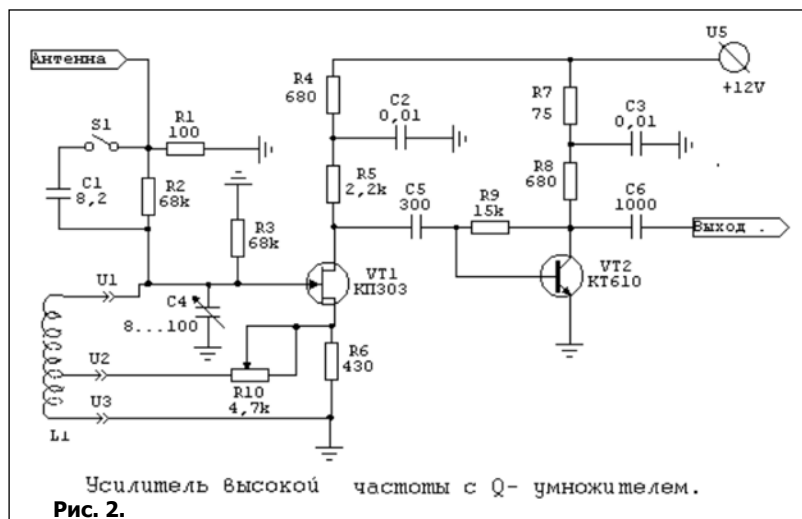 Антенна
U5
+12V
S1
R1
100
R4
680
C2
0,01
R7
75
C3
0,01
C1
8,2
R2
68k
R5
2,2k
R8
680
R3
68k
C5
300
R9
15k
C6
1000
Выход .
U1
C4
8...100
VT1
КП303
VT2
КТ610
U2
R10
4,7k
R6
430
U3
L1
Усилитель высокой частоты с Q- умножителем.
Рис. 2.